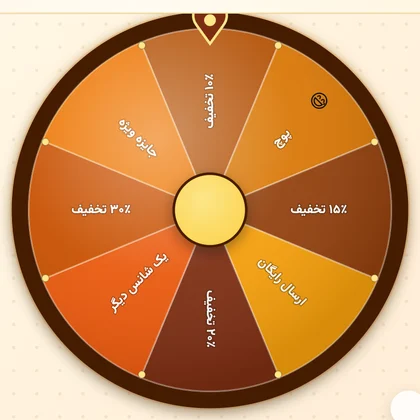 ۱۰٪ تخفیف
پوچ
۱۵٪ تخفیف
ارسال رایگان
۲۰٪ تخفیف
یک شانس دیگر
۳۰٪ تخفیف
جایزه ویژه